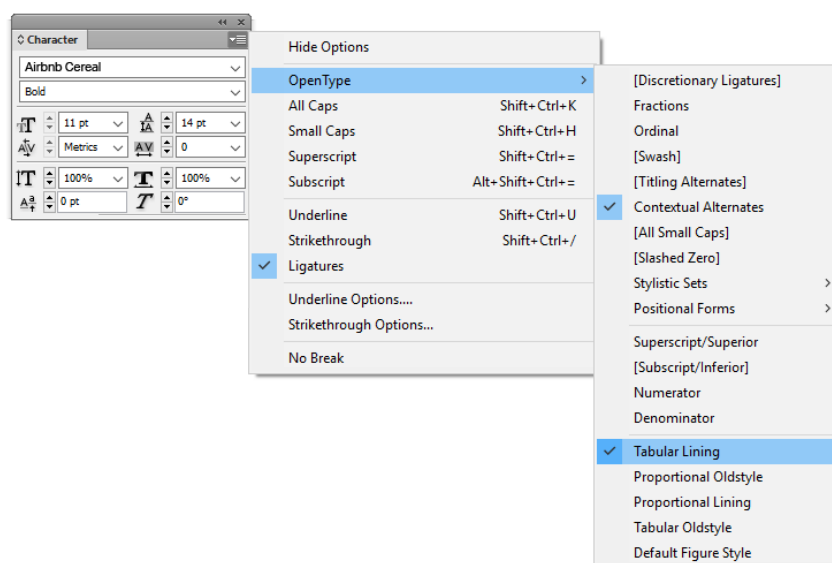 Character
Airbnb Cereal
Bold
11 pt
14 pt
Metrics
0
100%
100%
0 pt
0°
Hide Options
OpenType
All Caps Shift+Ctrl+K
Small Caps Shift+Ctrl+H
Superscript Shift+Ctrl+=
Subscript Alt+Shift+Ctrl+=
Underline Shift+Ctrl+U
Strikethrough Shift+Ctrl+/
Ligatures
Underline Options....
Strikethrough Options...
No Break
[Discretionary Ligatures]
Fractions
Ordinal
[Swash]
[Titling Alternates]
Contextual Alternates
[All Small Caps]
[Slashed Zero]
Stylistic Sets
Positional Forms
Superscript/Superior
[Subscript/Inferior]
Numerator
Denominator
Tabular Lining
Proportional Oldstyle
Proportional Lining
Tabular Oldstyle
Default Figure Style